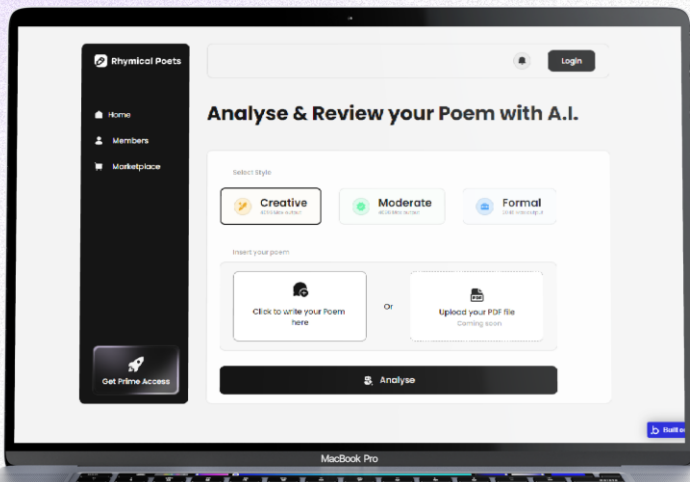 Rhymical Poets
Login
Home
Members
Marketplace
Get Prime Access
Analyse & Review your Poem with A.I.
Select Style
Creative
Moderate
Formal
Insert your poem
Click to write your Poem
here
Or
PDF
Upload your PDF file
Coming soon
Analyse
MacBook Pro